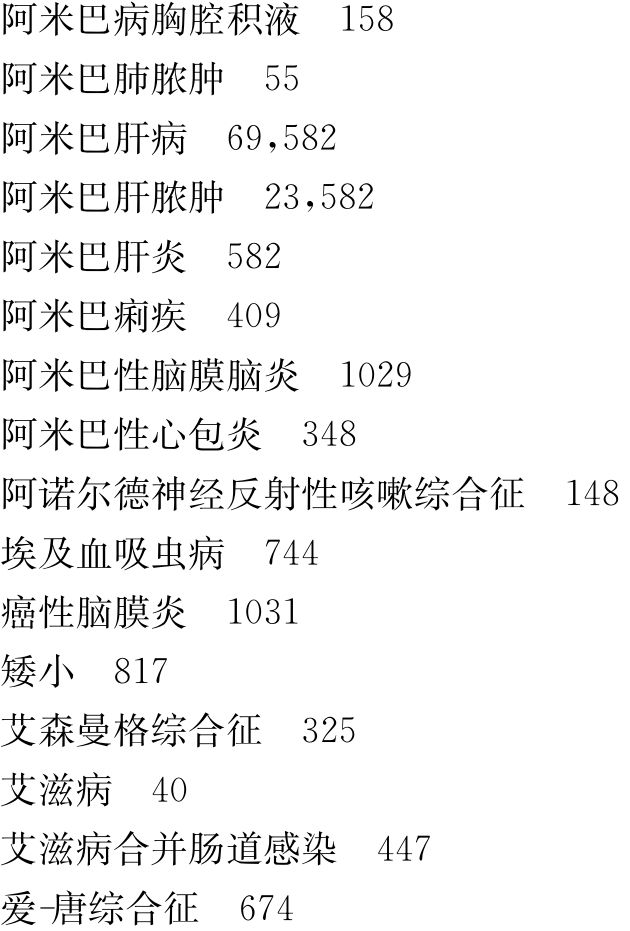 阿米巴病胸腔积液 158
阿米巴肺脓肿 55
阿米巴肝病 69,582
阿米巴肝脓肿 23,582
阿米巴肝炎 582
阿米巴痢疾 409
阿米巴性脑膜脑炎 1029
阿米巴性心包炎 348
阿诺尔德神经反射性咳嗽综合征 148
埃及血吸虫病 744
癌性脑膜炎 1031
矮小 817
艾森曼格综合征 325
艾滋病 40
艾滋病合并肠道感染 447
爱-唐综合征 674